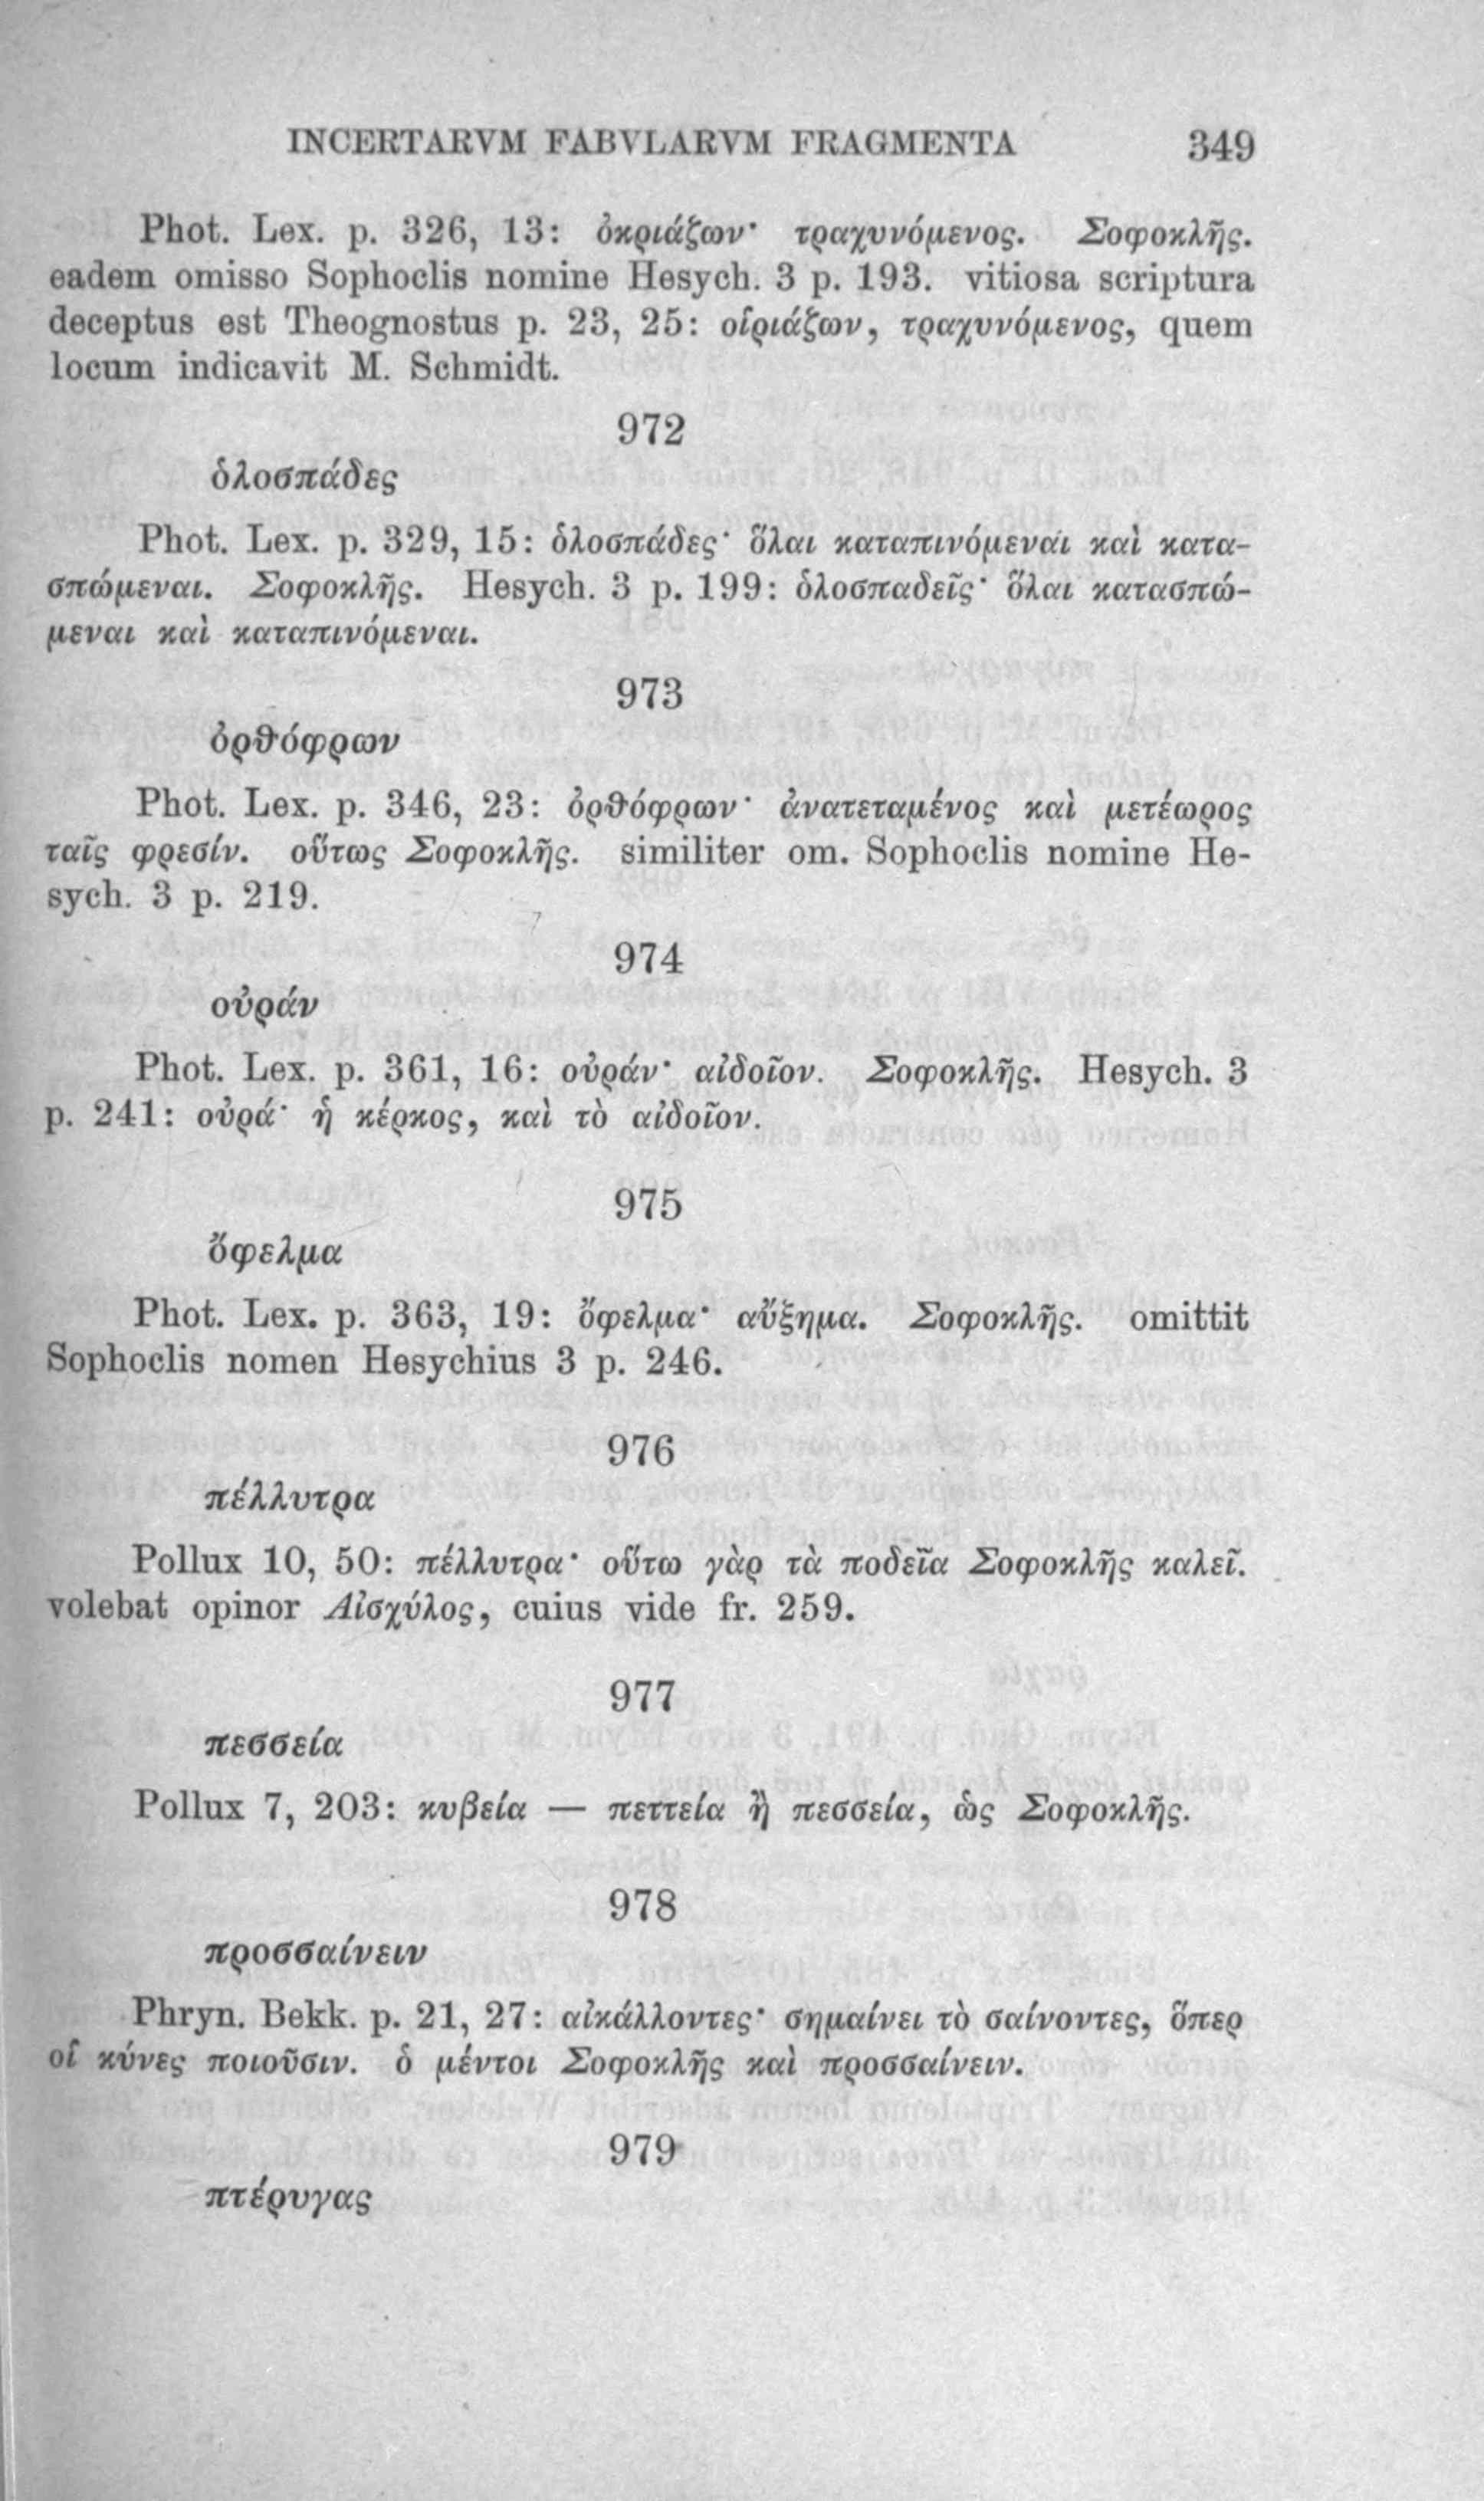 INCERTARVM FABVLARVM FRAGMENTA 349
Phot. Lex. p. 326, 13: ὀκριάζων· τραχυνόμενος. Σοφοκλῆς.
eadem omisso Sophoclis nomine Hesych. 3 p. 193. vitiosa scriptura
deceptus est Theognostus p. 23, 25: οἱριάζων, τραχυνόμενος, quem
locum indicavit M. Schmidt.
972
ὁλοσπάδες
Phot. Lex. p. 329, 15: ὁλοσπάδες· ὅλαι καταπινόμεναι καὶ κατα-
σπώμεναι. Σοφοκλῆς. Hesych. 3 p. 199: ὁλοσπαδεῖς· ὅλαι κατασπώ-
μεναι καὶ καταπινόμεναι.
973
ὀρθόφρων
Phot. Lex. p. 346, 23: ὀρθόφρων· ἀνατεταμένος καὶ μετέωρος
ταῖς φρεσίν. οὕτως Σοφοκλῆς. similiter om. Sophoclis nomine He-
sych. 3 p. 219.
974
οὐράν
Phot. Lex. p. 361, 16: οὐράν· αἰδοῖον. Σοφοκλῆς. Hesych. 3
p. 241: οὐρά· ἡ κέρκος, καὶ τὸ αἰδοῖον.
975
ὄφελμα
Phot. Lex. p. 363, 19: ὄφελμα· αὔξημα. Σοφοκλῆς. omittit
Sophoclis nomen Hesychius 3 p. 246.
976
πέλλυτρα
Pollux 10, 50: πέλλυτρα· οὕτω γὰρ τὰ ποδεῖα Σοφοκλῆς καλεῖ.
volebat opinor Αἰσχύλος, cuius vide fr. 259.
977
πεσσεία
Pollux 7, 203: κυβεία — πεττεία ἢ πεσσεία, ὡς Σοφοκλῆς.
978
προσσαίνειν
Phryn. Bekk. p. 21, 27: αἰκάλλοντες· σημαίνει τὸ σαίνοντες, ὅπερ
οἱ κύνες ποιοῦσιν. ὁ μέντοι Σοφοκλῆς καὶ προσσαίνειν.
979
πτέρυγας